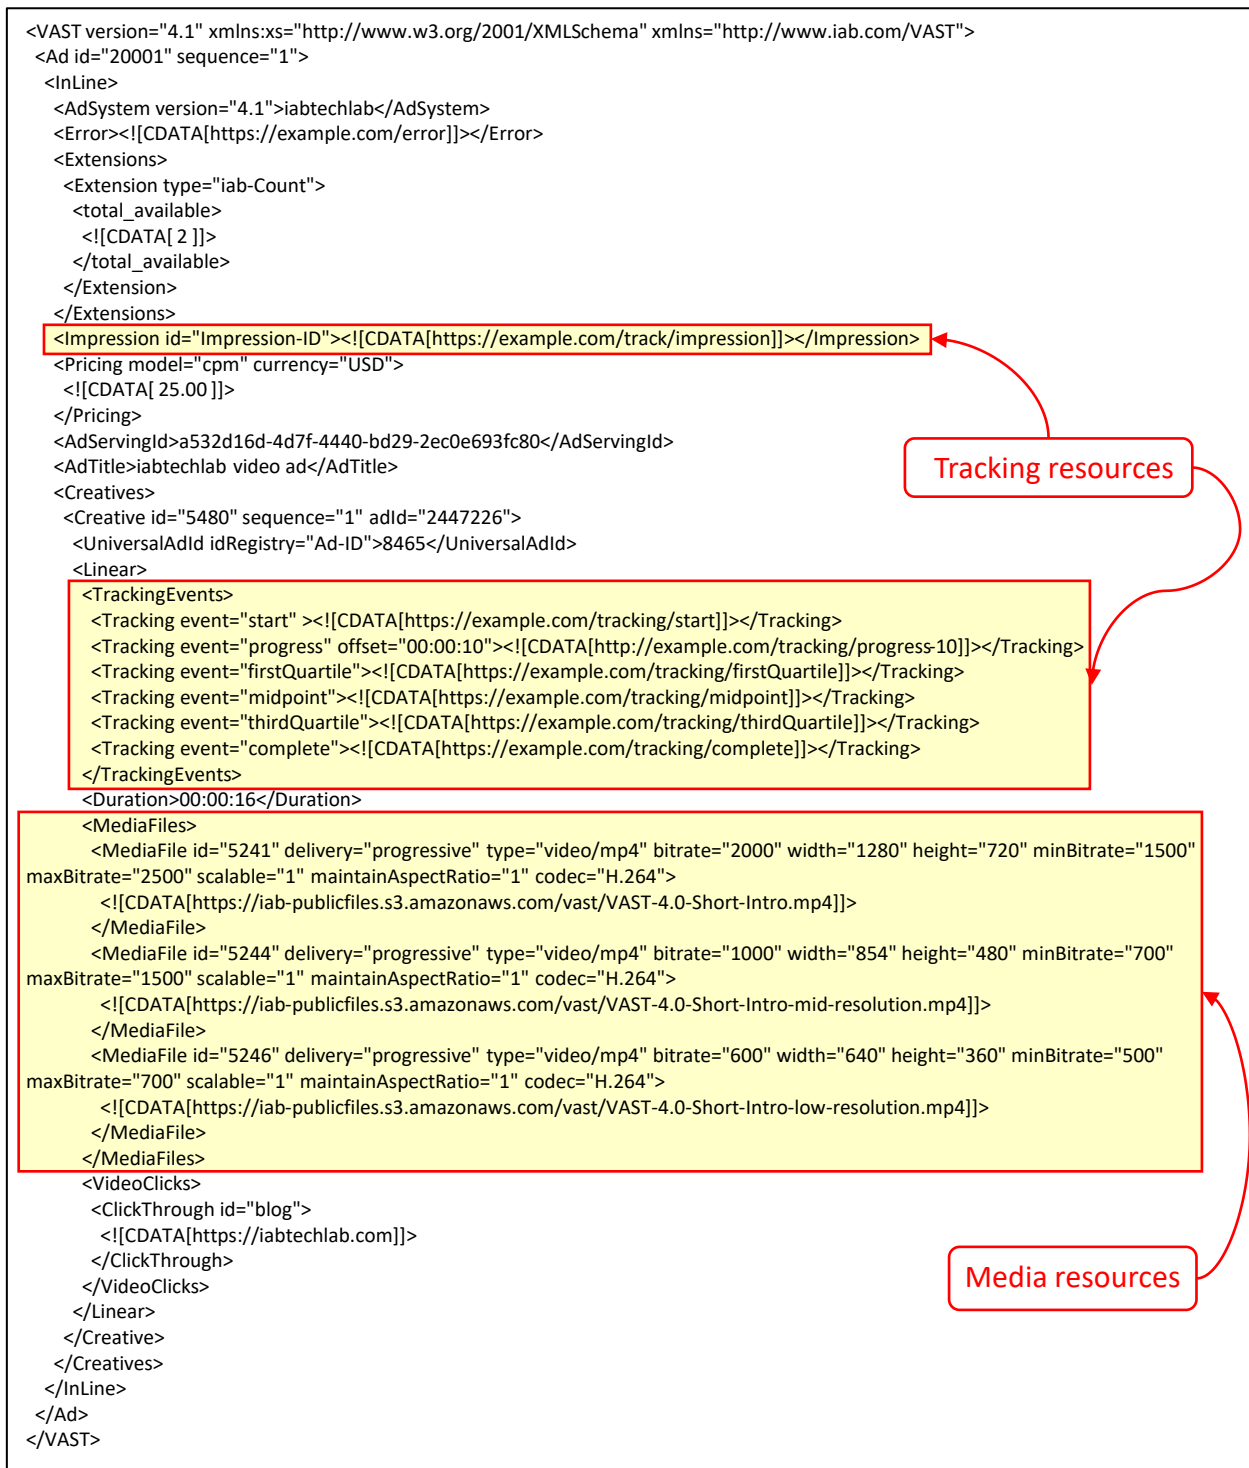 <VAST version="4.1" xmlns:xs="http://www.w3.org/2001/XMLSchema" xmlns="http://www.iab.com/VAST">
<Ad id="20001" sequence="1">
<InLine>
<AdSystem version="4.1">iabtechlab</AdSystem>
<Error><![CDATA[https://example.com/error]]></Error>
<Extensions>
<Extension type="iab-Count">
<total_available>
<![CDATA[ 2 ]]>
</total_available>
</Extension>
</Extensions>
<Impression id="Impression-ID"><![CDATA[https://example.com/track/impression]]></Impression>
<Pricing model="cpm" currency="USD">
<![CDATA[ 25.00 ]]>
</Pricing>
<AdServingId>a532d16d-4d7f-4440-bd29-2ec0e693fc80</AdServingId>
<AdTitle>iabtechlab video ad</AdTitle>
Tracking resources
<Creatives>
<Creative id="5480" sequence="1" adId="2447226">
<UniversalAdId idRegistry="Ad-ID">8465</UniversalAdId>
<Linear>
<TrackingEvents>
<Tracking event="start" ><![CDATA[https://example.com/tracking/start]]></Tracking>
<Tracking event="progress" offset="00:00:10"><![CDATA[http://example.com/tracking/progress-10]]></Tracking>
<Tracking event="firstQuartile"><![CDATA[https://example.com/tracking/firstQuartile]]></Tracking>
<Tracking event="midpoint"><![CDATA[https://example.com/tracking/midpoint]]></Tracking>
<Tracking event="thirdQuartile"><![CDATA[https://example.com/tracking/thirdQuartile]]></Tracking>
<Tracking event="complete"><![CDATA[https://example.com/tracking/complete]]></Tracking>
</TrackingEvents>
<Duration>00:00:16</Duration>
<MediaFiles>
<MediaFile id="5241" delivery="progressive" type="video/mp4" bitrate="2000" width="1280" height="720" minBitrate="1500"
maxBitrate="2500" scalable="1" maintainAspectRatio="1" codec="H.264">
<![CDATA[https://iab-publicfiles.s3.amazonaws.com/vast/VAST-4.0-Short-Intro.mp4]]>
</MediaFile>
<MediaFile id="5244" delivery="progressive" type="video/mp4" bitrate="1000" width="854" height="480" minBitrate="700"
maxBitrate="1500" scalable="1" maintainAspectRatio="1" codec="H.264">
<![CDATA[https://iab-publicfiles.s3.amazonaws.com/vast/VAST-4.0-Short-Intro-mid-resolution.mp4]]>
</MediaFile>
<MediaFile id="5246" delivery="progressive" type="video/mp4" bitrate="600" width="640" height="360" minBitrate="500"
maxBitrate="700" scalable="1" maintainAspectRatio="1" codec="H.264">
<![CDATA[https://iab-publicfiles.s3.amazonaws.com/vast/VAST-4.0-Short-Intro-low-resolution.mp4]]>
</MediaFile>
</MediaFiles>
<VideoClicks>
<ClickThrough id="blog">
<![CDATA[https://iabtechlab.com]]>
</ClickThrough>
</VideoClicks>
Media resources
</Linear>
</Creative>
</Creatives>
</InLine>
</Ad>
</VAST>